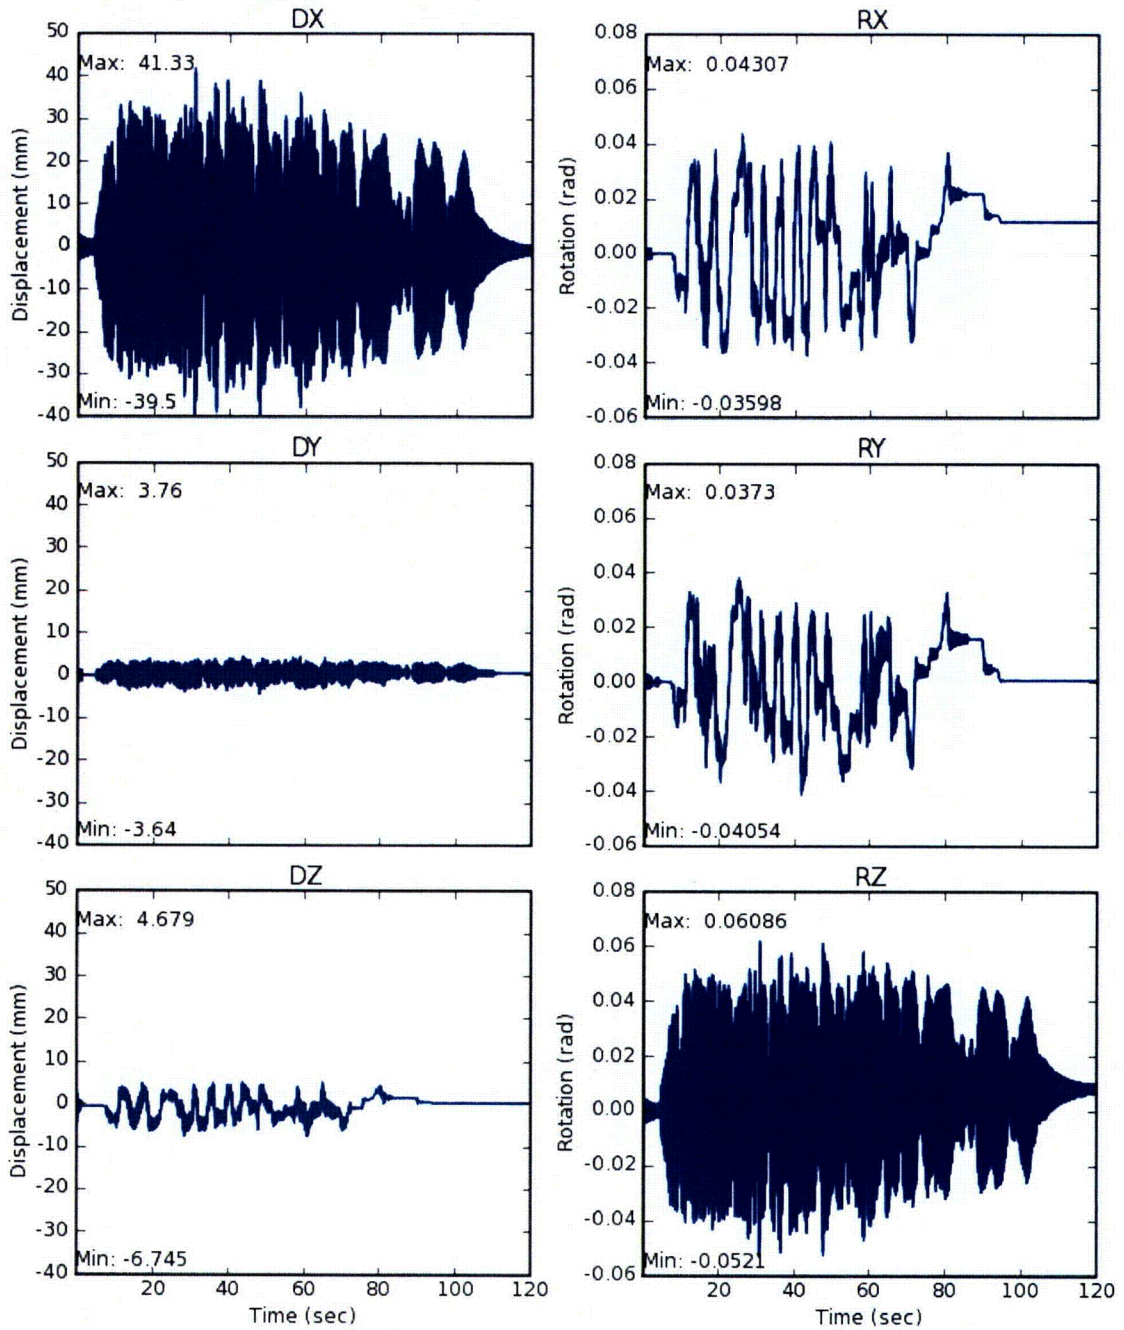 DX
50
40
30
20
10
0
-10
-20
-30
-40
Displacement (mm)
Max: 41.33
Min: -39.5
RX
0.08
0.06
0.04
0.02
0.00
-0.02
-0.04
-0.06
Rotation (rad)
Max: 0.04307
Min: -0.03598
DY
50
40
30
20
10
0
-10
-20
-30
-40
Displacement (mm)
Max: 3.76
Min: -3.64
RY
0.08
0.06
0.04
0.02
0.00
-0.02
-0.04
-0.06
Rotation (rad)
Max: 0.0373
Min: -0.04054
DZ
50
40
30
20
10
0
-10
-20
-30
-40
Displacement (mm)
Max: 4.679
Min: -6.745
20 40 60 80 100 120
Time (sec)
RZ
0.08
0.06
0.04
0.02
0.00
-0.02
-0.04
-0.06
Rotation (rad)
Max: 0.06086
Min: -0.0521
20 40 60 80 100 120
Time (sec)